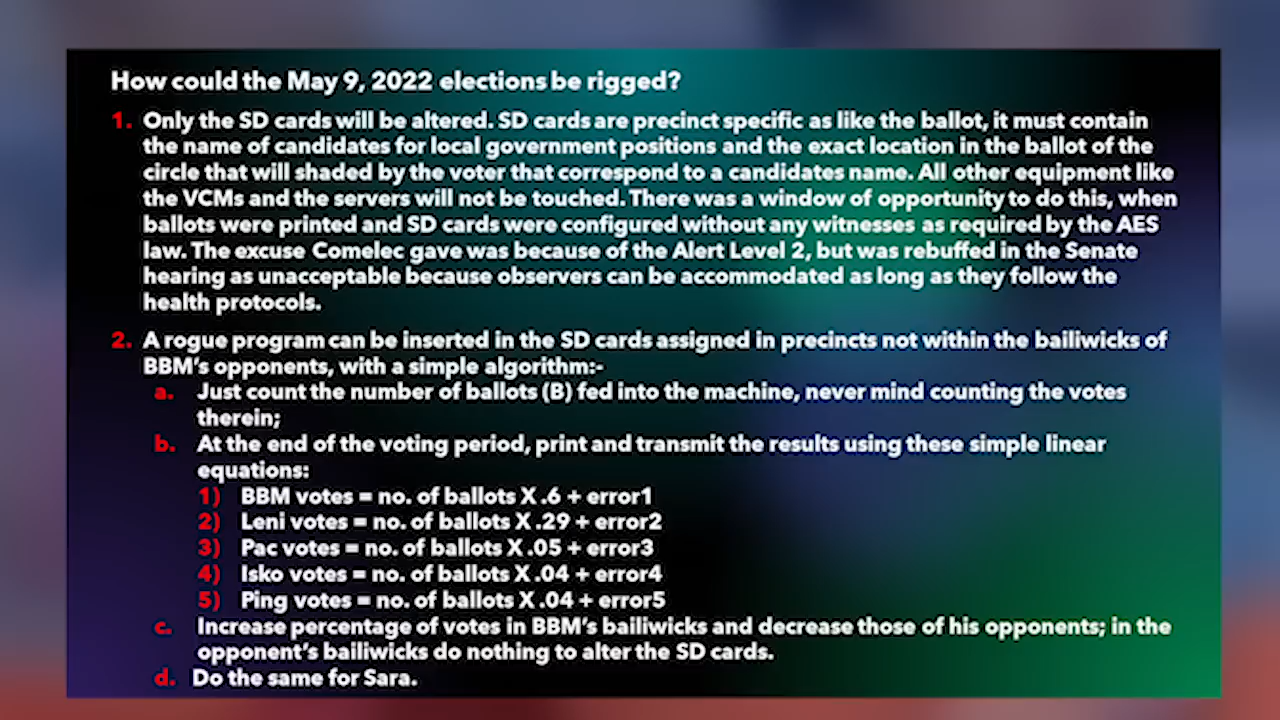 How could the May 9, 2022 elections be rigged?
1. Only the SD cards will be altered. SD cards are precinct specific as like the ballot, it must contain
the name of candidates for local government positions and the exact location in the ballot of the
circle that will shaded by the voter that correspond to a candidates name. All other equipment like
the VCMs and the servers will not be touched. There was a window of opportunity to do this, when
ballots were printed and SD cards were configured without any witnesses as required by the AES
law. The excuse Comelec gave was because of the Alert Level 2, but was rebuffed in the Senate
hearing as unacceptable because observers can be accommodated as long as they follow the
health protocols.
2. A rogue program can be inserted in the SD cards assigned in precincts not within the bailiwicks of
BBM's opponents, with a simple algorithm:-
a. Just count the number of ballots (B) fed into the machine, never mind counting the votes
therein;
b. At the end of the voting period, print and transmit the results using these simple linear
equations:
1) BBM votes = no. of ballots X .6 + error1
2) Leni votes = no. of ballots X .29 + error2
3) Pac votes = no. of ballots X .05 + error3
4) Isko votes = no. of ballots X .04 + error4
5) Ping votes = no. of ballots X .04 + error5
c. Increase percentage of votes in BBM's bailiwicks and decrease those of his opponents; in the
opponent's bailiwicks do nothing to alter the SD cards.
d. Do the same for Sara.